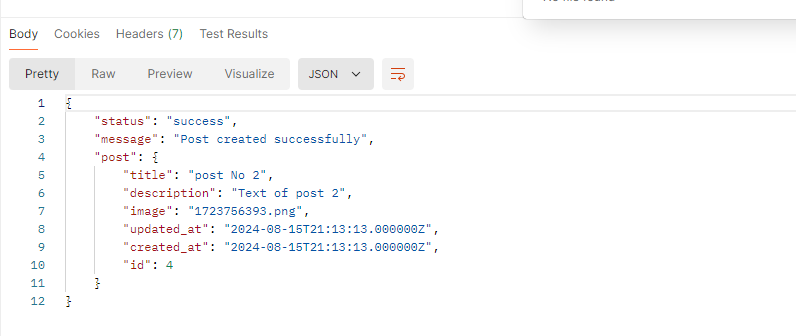 No file found
Body Cookies Headers (7) Test Results
Pretty Raw Preview Visualize JSON
1 {
2 "status": "success",
3 "message": "Post created successfully",
4 "post": {
5 "title": "post No 2",
6 "description": "Text of post 2",
7 "image": "1723756393.png",
8 "updated_at": "2024-08-15T21:13:13.000000Z",
9 "created_at": "2024-08-15T21:13:13.000000Z",
10 "id": 4
11 }
12 }